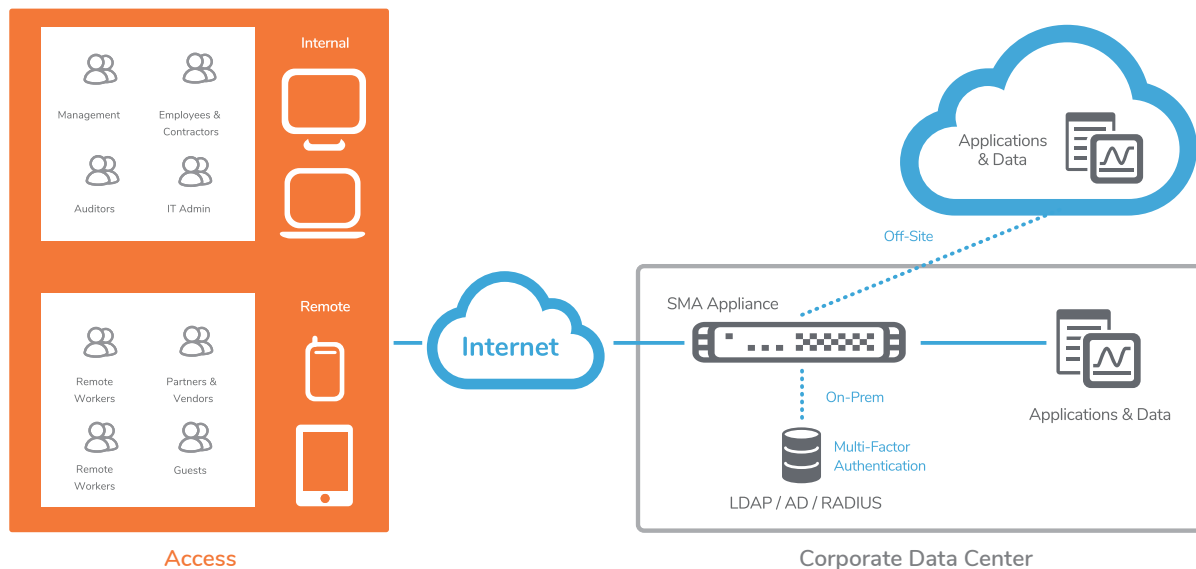 Internal
Management
Employees &
Contractors
Auditors
IT Admin
Remote
Remote
Workers
Partners &
Vendors
Remote
Workers
Guests
Access
Internet
Applications
& Data
Off-Site
SMA Appliance
On-Prem
Multi-Factor
Authentication
LDAP / AD / RADIUS
Applications & Data
Corporate Data Center